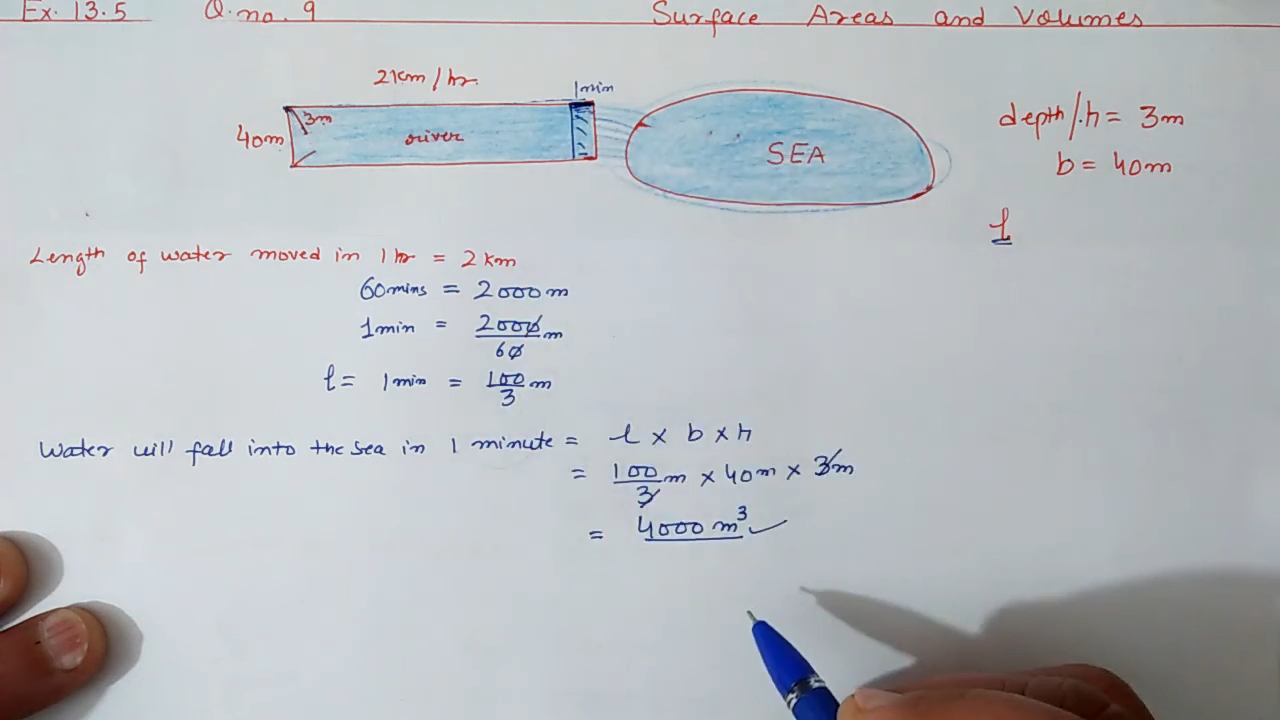 Ex. 13.5 Q. no. 9 Surface Areas and Volumes
2km/hr.
1min
3m
40m
river
SEA
depth/.h = 3m
b = 40m
l
Length of water moved in 1 hr = 2 km
60mins = 2000m
1min = 2000/60 m
l = 1min = 100/3 m
Water will fall into the sea in 1 minute = l × b × h
= 100/3 m × 40m × 3m
= 4000 m³ ✓